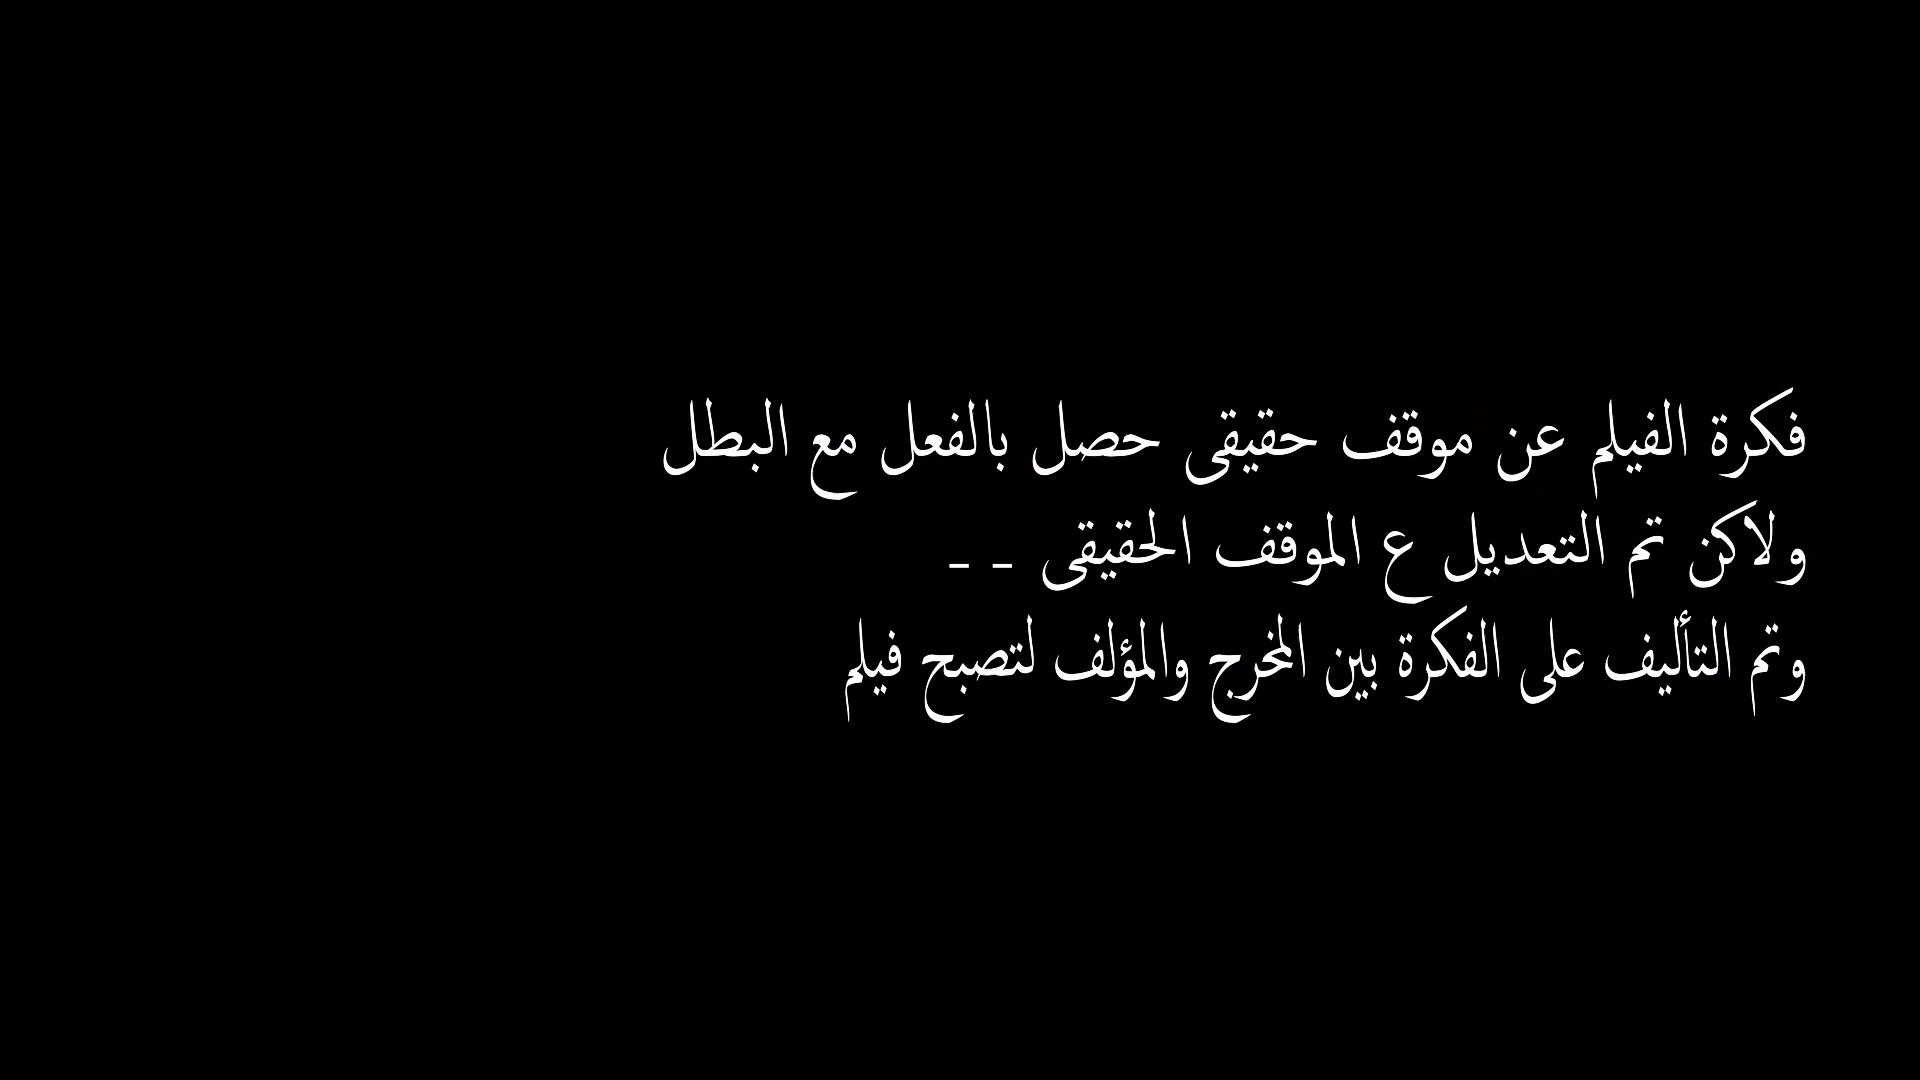 فكرة الفيلم عن موقف حقيقى حصل بالفعل مع البطل
ولاكن تم التعديل ع الموقف الحقيقى - -
وتم التأليف على الفكرة بين المخرج والمؤلف لتصبح فيلم